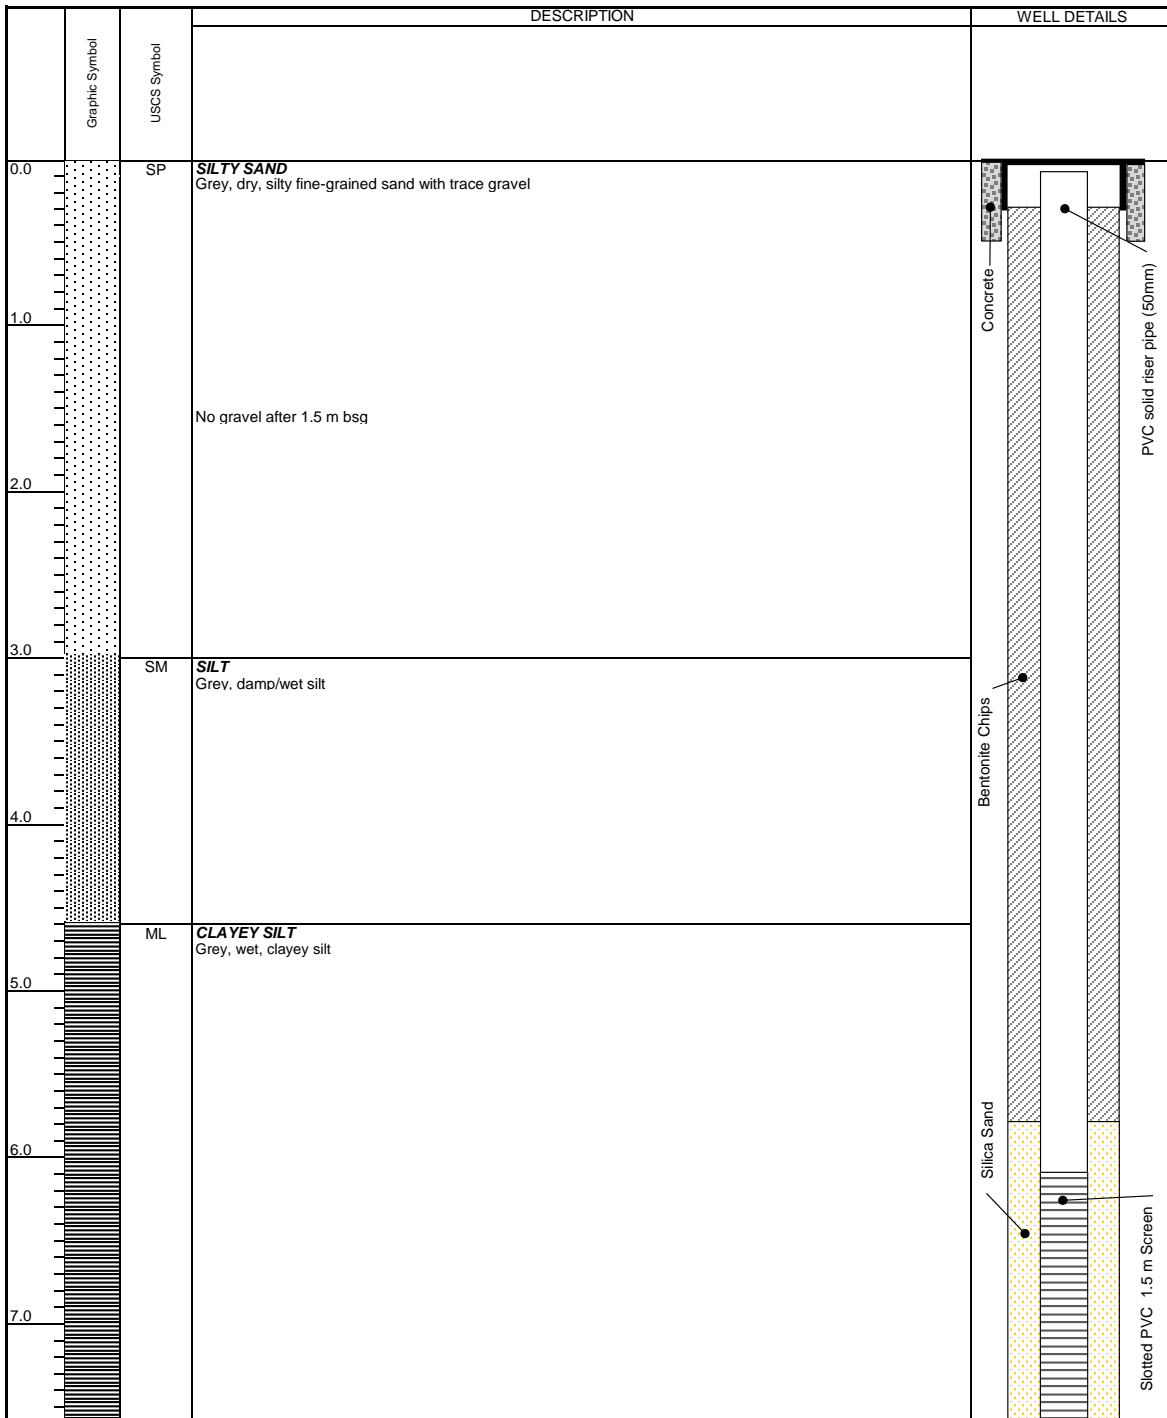 DESCRIPTION
WELL DETAILS
Graphic Symbol
USCS Symbol
0.0
SP
SILTY SAND
Grey, dry, silty fine-grained sand with trace gravel
Concrete
PVC solid riser pipe (50mm)
1.0
No gravel after 1.5 m bsg
2.0
3.0
SM
SILT
Grey, damp/wet silt
Bentonite Chips
4.0
ML
CLAYEY SILT
Grey, wet, clayey silt
5.0
Silica Sand
6.0
Slotted PVC 1.5 m Screen
7.0